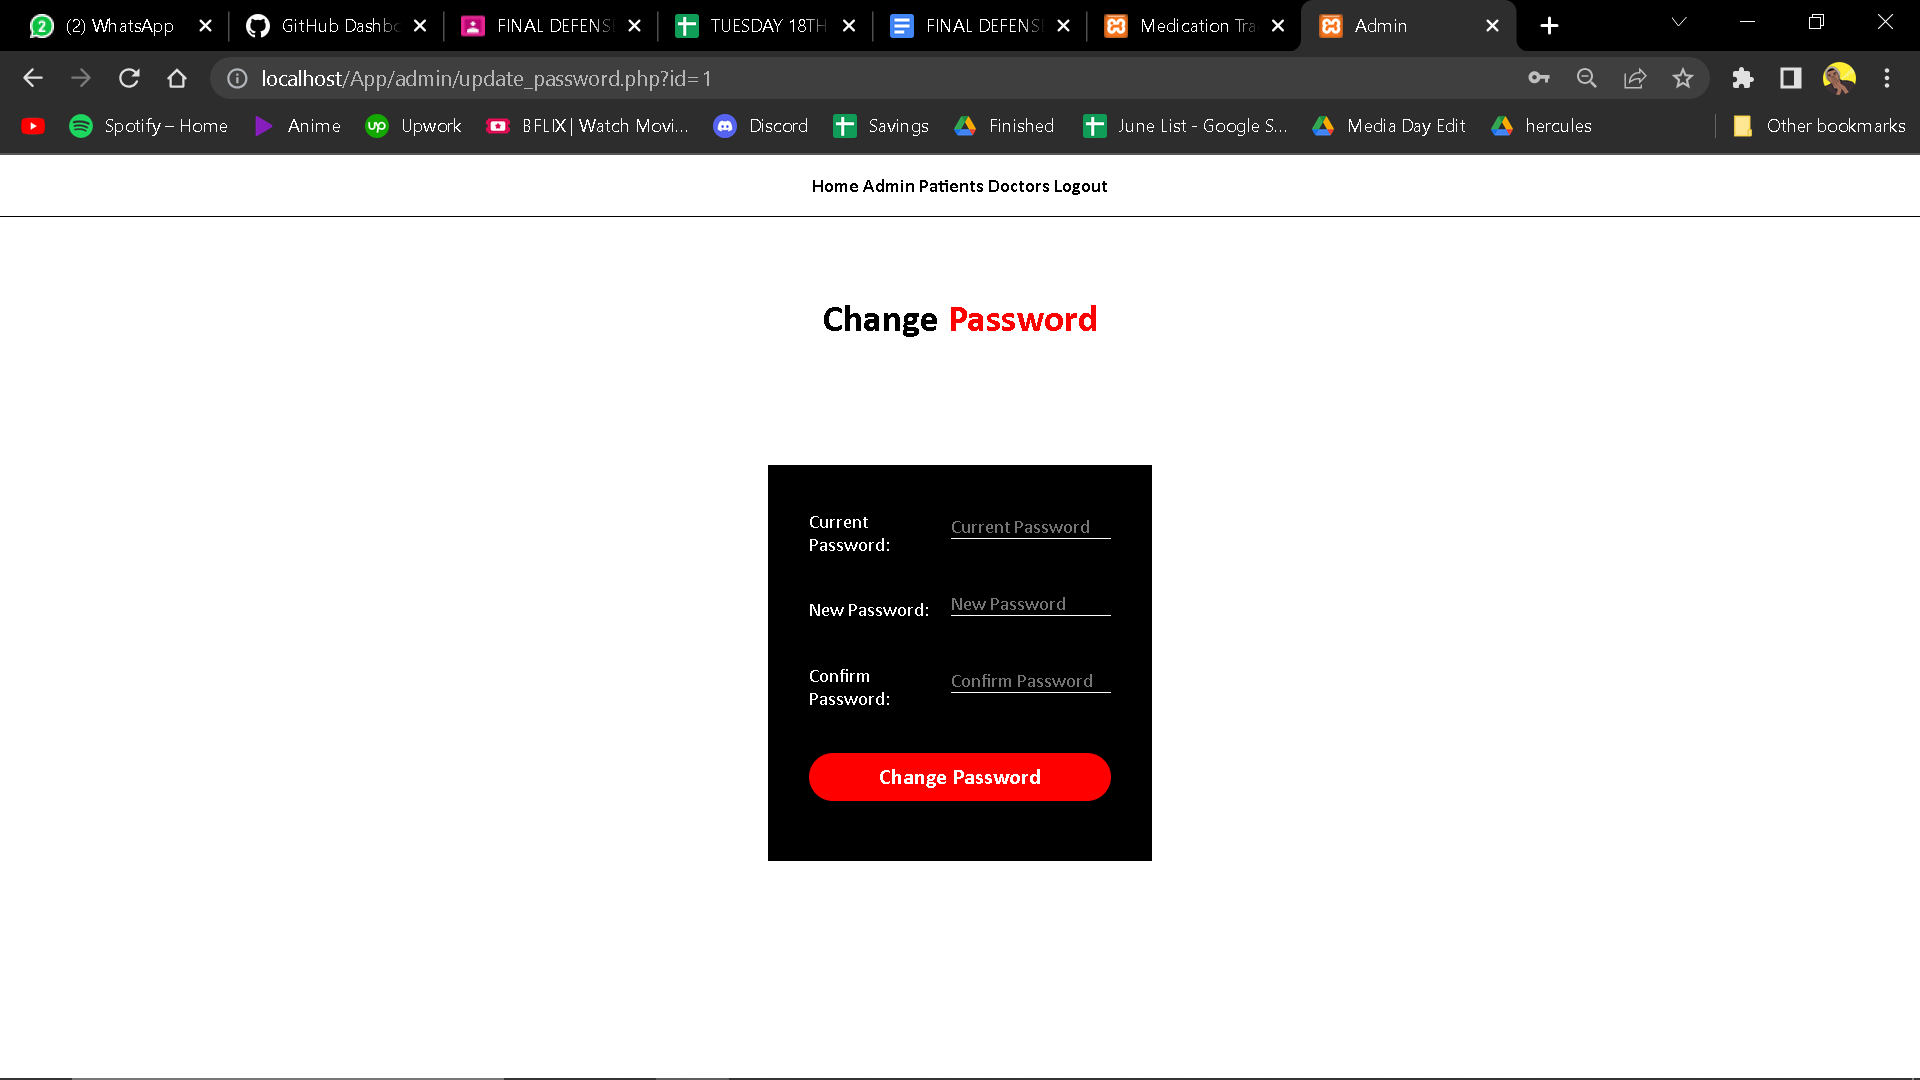 (2) WhatsApp
GitHub Dashbo
FINAL DEFENSE
TUESDAY 18TH
FINAL DEFENSE
Medication Tra
Admin
localhost/App/admin/update_password.php?id=1
Spotify – Home
Anime
Upwork
BFLIX | Watch Movi...
Discord
Savings
Finished
June List - Google S...
Media Day Edit
hercules
Other bookmarks
Home Admin Patients Doctors Logout
Change Password
Current
Password:
Current Password
New Password:
New Password
Confirm
Password:
Confirm Password
Change Password